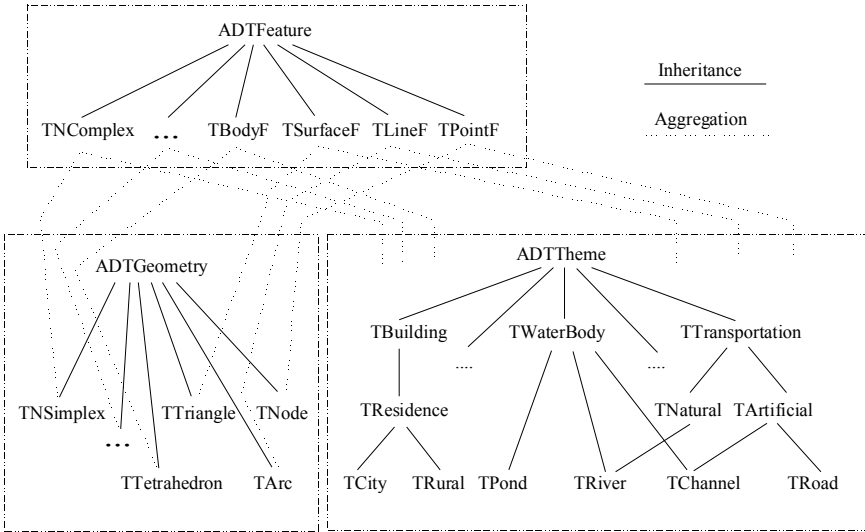 ADTFeature
Inheritance
Aggregation
TNComplex ... TBodyF TSurfaceF TLineF TPointF
ADTGeometry
ADTTheme
TBuilding TWaterBody TTransportation
.... ....
TNSimplex TTriangle TNode
TResidence TNatural TArtificial
...
TTetrahedron TArc
TCity TRural TPond TRiver TChannel TRoad